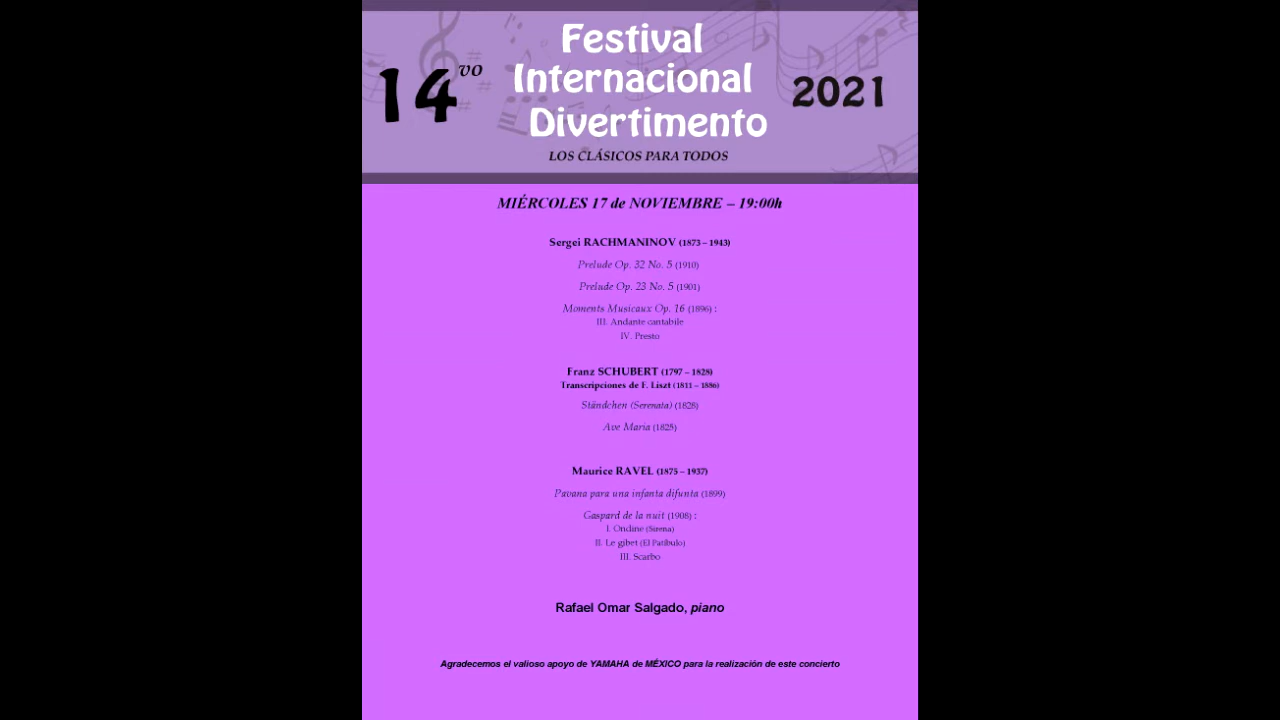 14vo
Festival
Internacional
Divertimento
2021
LOS CLÁSICOS PARA TODOS
MIÉRCOLES 17 de NOVIEMBRE – 19:00h
Sergei RACHMANINOV (1873 – 1943)
Prelude Op. 32 No. 5 (1910)
Prelude Op. 23 No. 5 (1901)
Moments Musicaux Op. 16 (1896) :
III. Andante cantabile
IV. Presto
Franz SCHUBERT (1797 – 1828)
Transcripciones de F. Liszt (1811 – 1886)
Ständchen (Serenata) (1828)
Ave Maria (1825)
Maurice RAVEL (1875 – 1937)
Pavana para una infanta difunta (1899)
Gaspard de la nuit (1908) :
I. Ondine (Sirena)
II. Le gibet (El Patíbulo)
III. Scarbo
Rafael Omar Salgado, piano
Agradecemos el valioso apoyo de YAMAHA de MÉXICO para la realización de este concierto